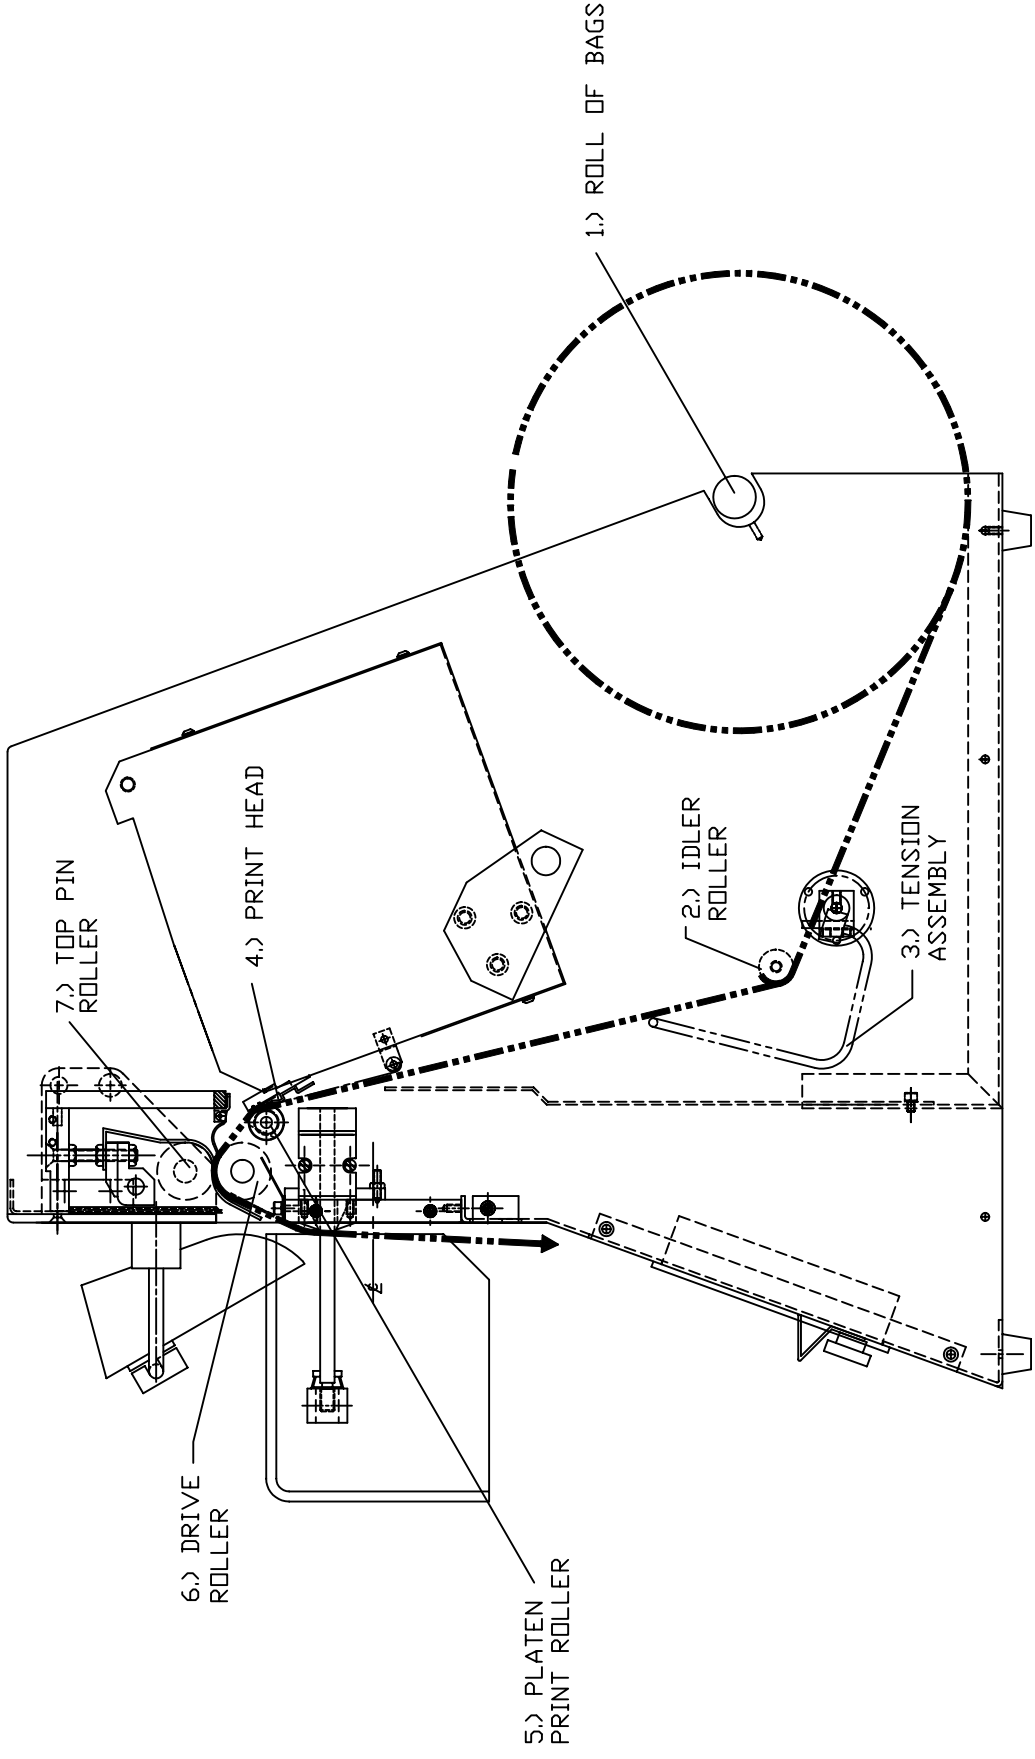 1.) ROLL OF BAGS
2.) IDLER
ROLLER
3.) TENSION
ASSEMBLY
4.) PRINT HEAD
5.) PLATEN
PRINT ROLLER
6.) DRIVE
ROLLER
7.) TOP PIN
ROLLER